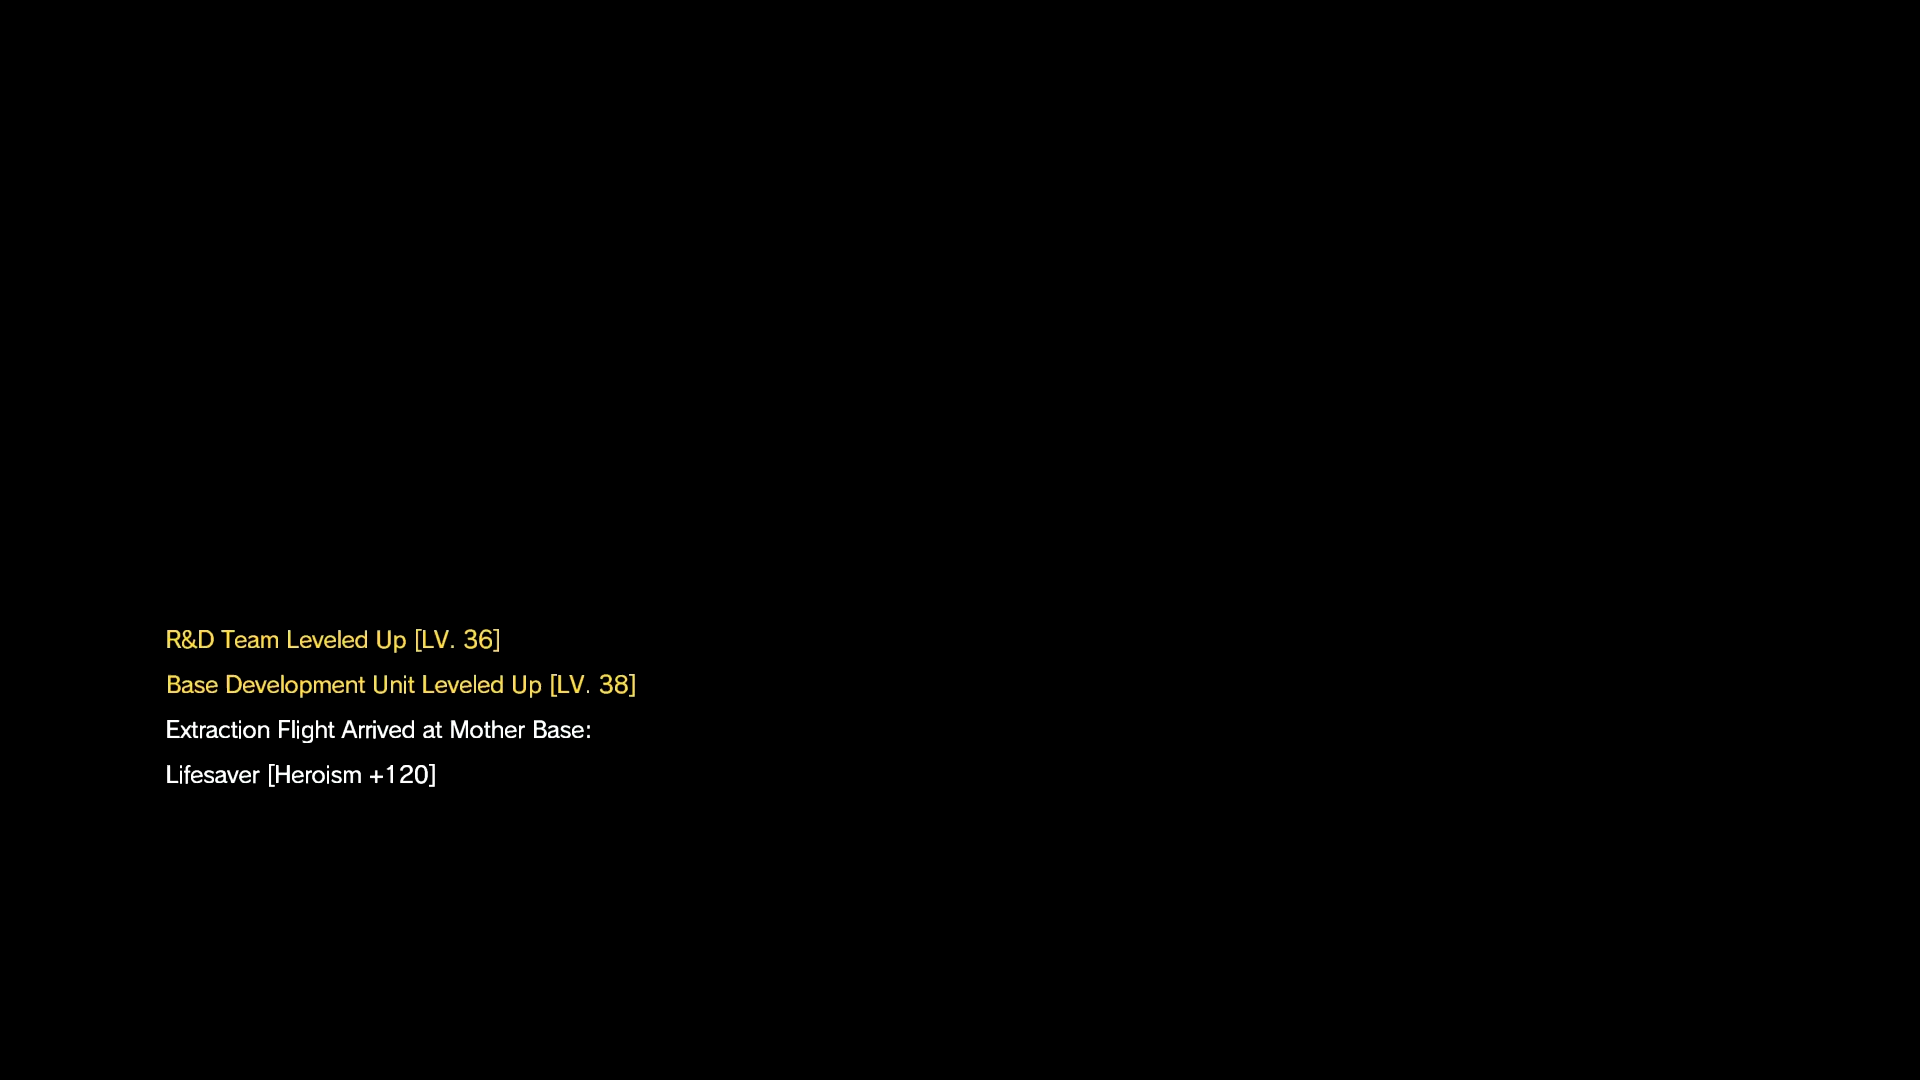 R&D Team Leveled Up [LV. 36]
Base Development Unit Leveled Up [LV. 38]
Extraction Flight Arrived at Mother Base:
Lifesaver [Heroism +120]